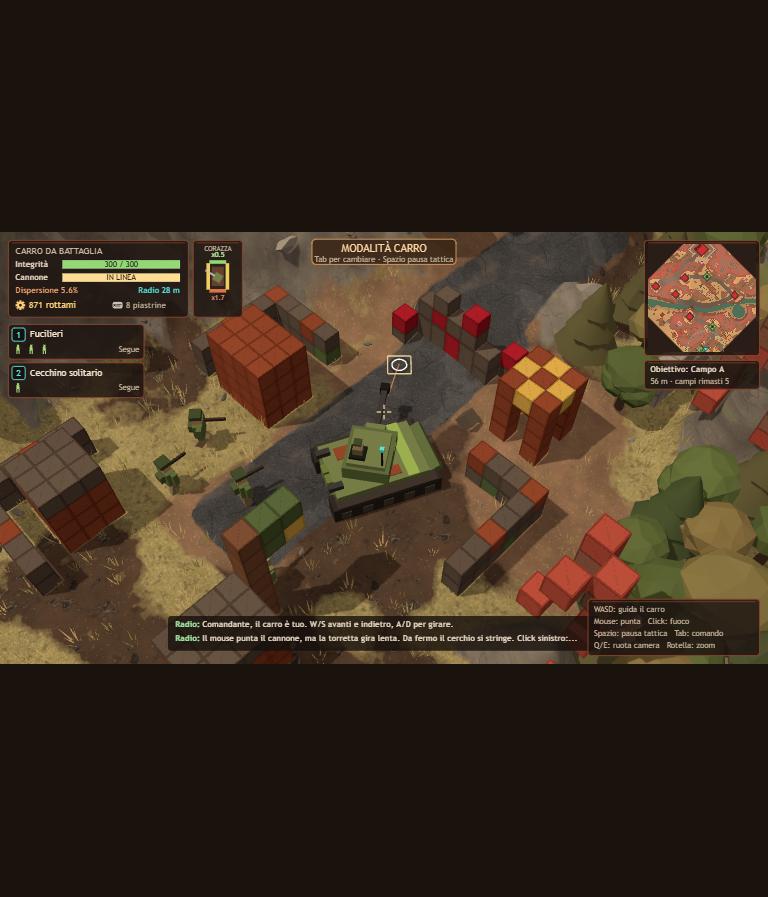 CARRO DA BATTAGLIA
Integrità 300 / 300
Cannone IN LINEA
Dispersione 5.6% Radio 28 m
871 rottami 8 piastrine
CORAZZA
x0.5
x1.7
MODALITÀ CARRO
Tab per cambiare - Spazio pausa tattica
Obiettivo: Campo A
56 m - campi rimasti 5
1 Fucilieri
Segue
2 Cecchino solitario
Segue
Radio: Comandante, il carro è tuo. W/S avanti e indietro, A/D per girare.
Radio: Il mouse punta il cannone, ma la torretta gira lenta. Da fermo il cerchio si stringe. Click sinistro:...
WASD: guida il carro
Mouse: punta Click: fuoco
Spazio: pausa tattica Tab: comando
Q/E: ruota camera Rotella: zoom